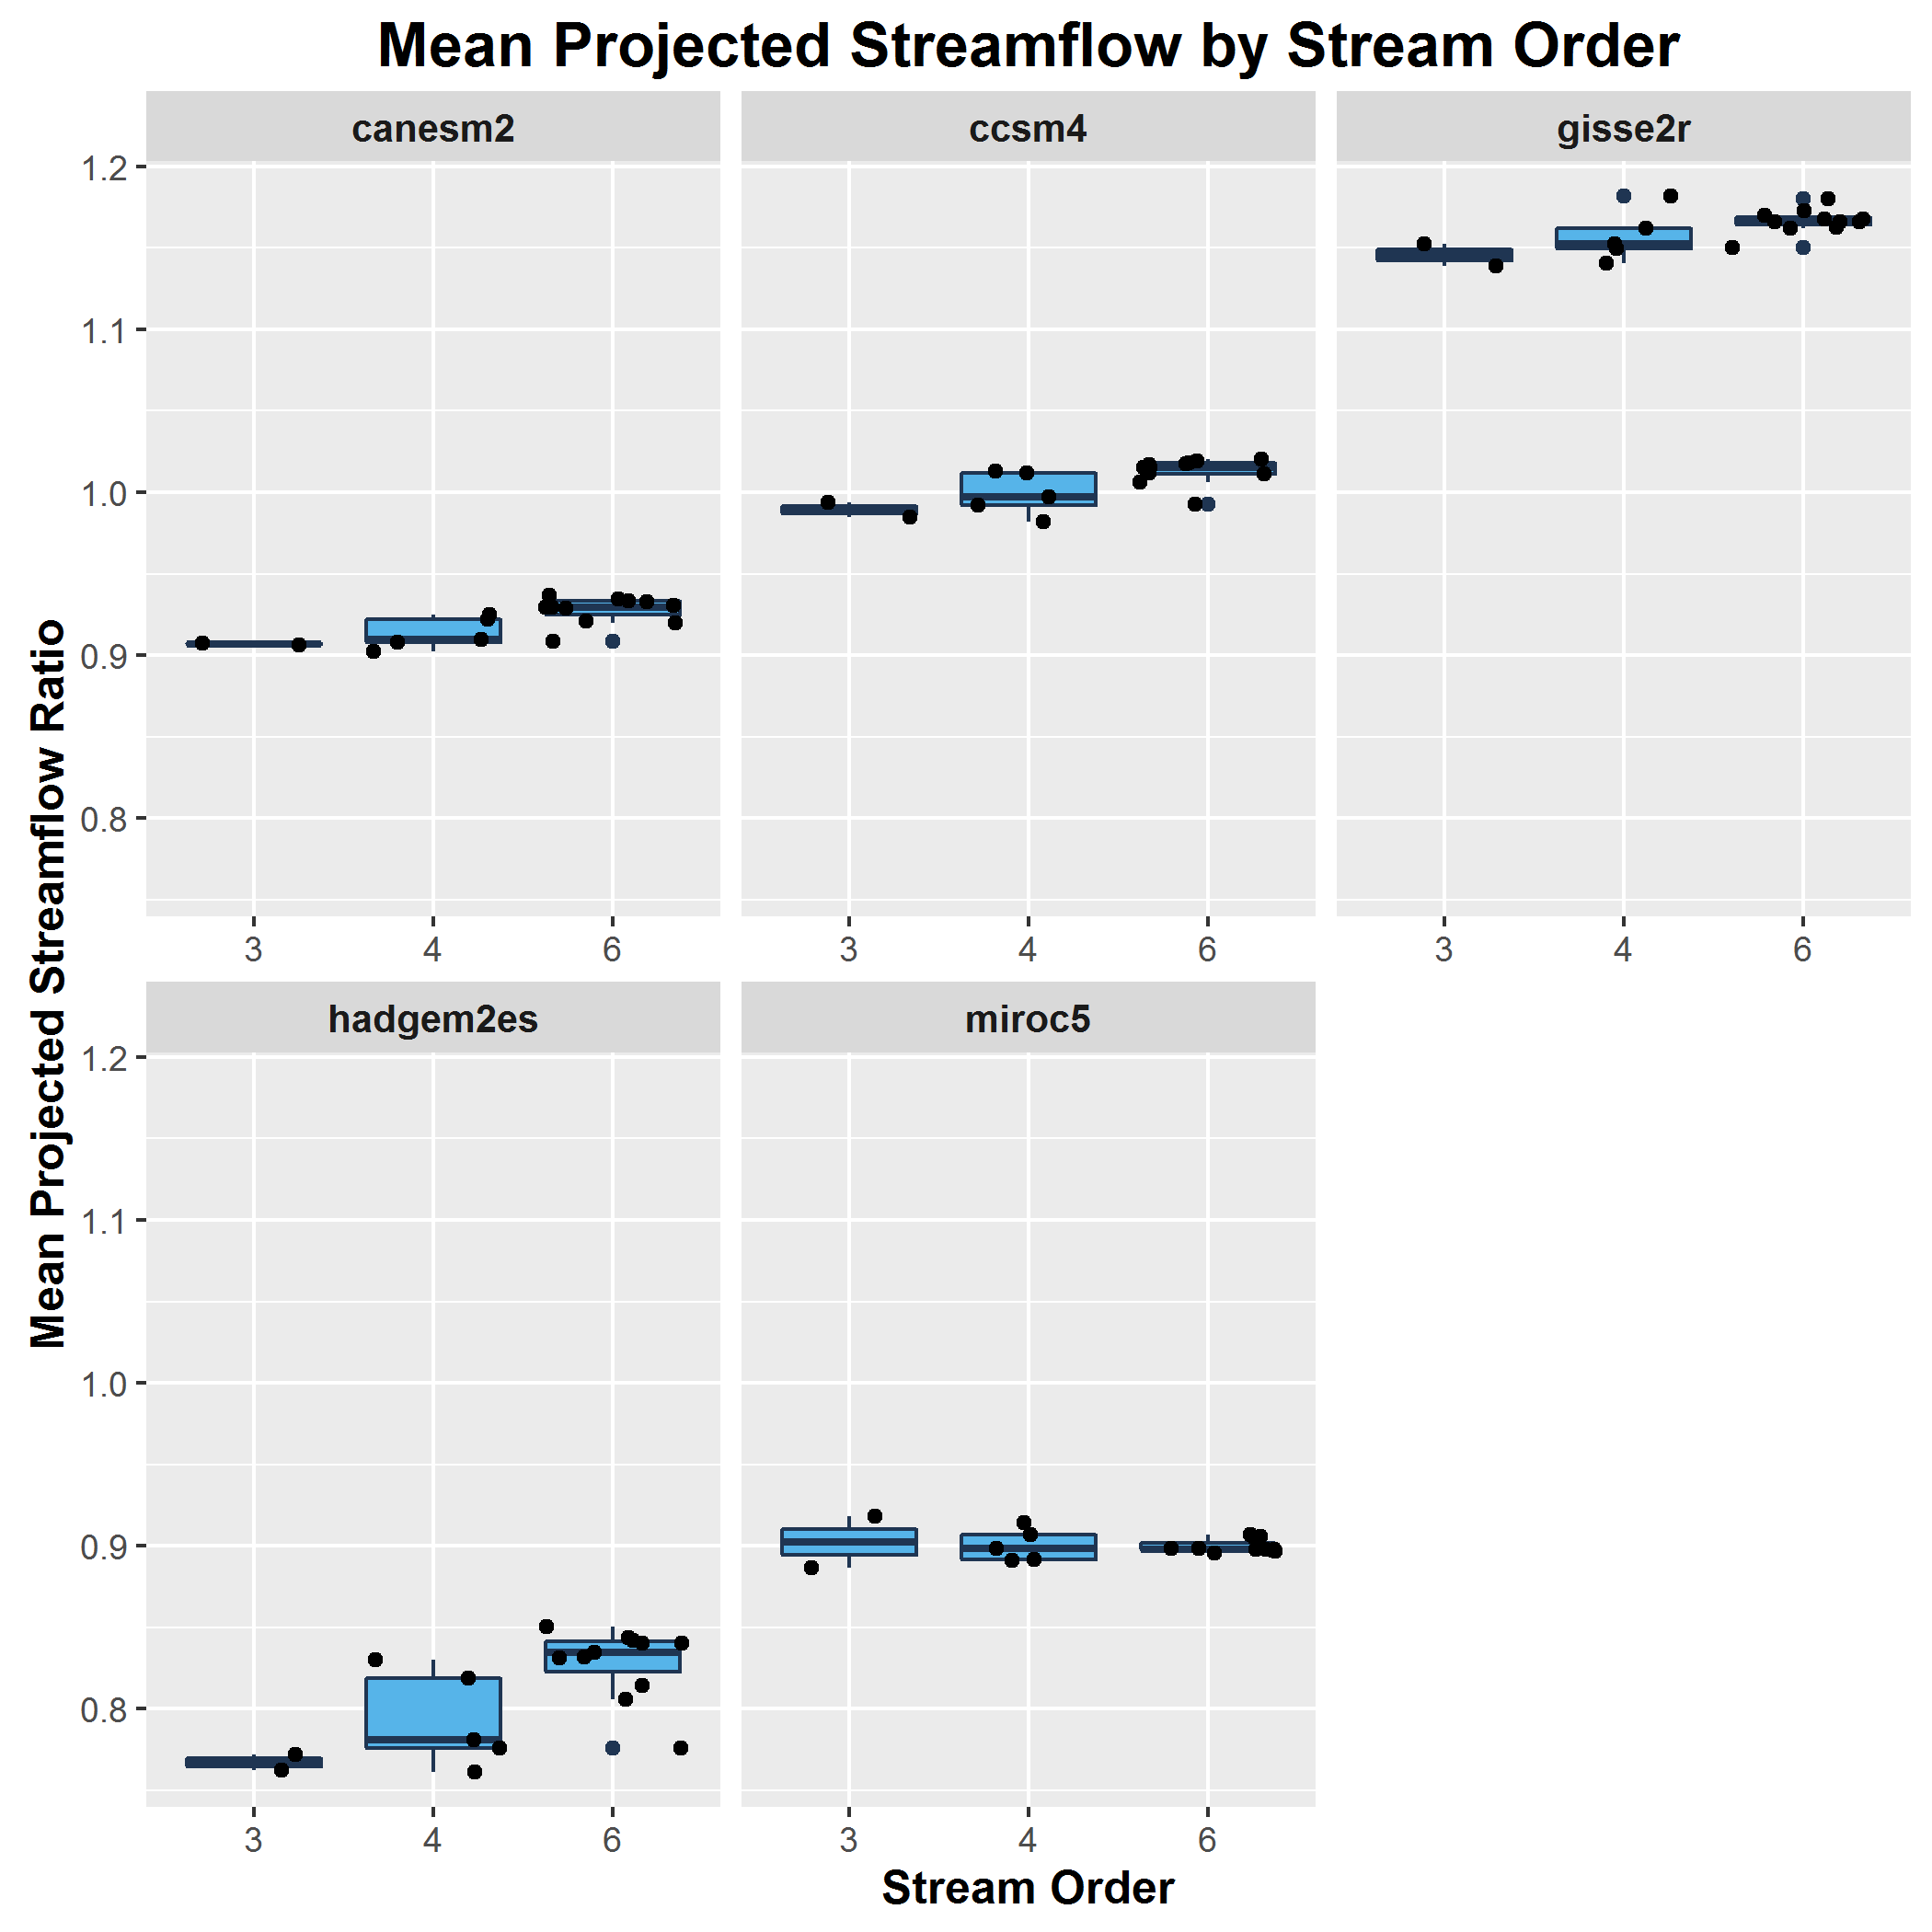 Mean Projected Streamflow by Stream Order
canesm2 ccsm4 gisse2r
1.2
1.1
1.0
0.9
0.8
3 4 6 3 4 6 3 4 6
Mean Projected Streamflow Ratio
hadgem2es miroc5
1.2
1.1
1.0
0.9
0.8
3 4 6 3 4 6
Stream Order